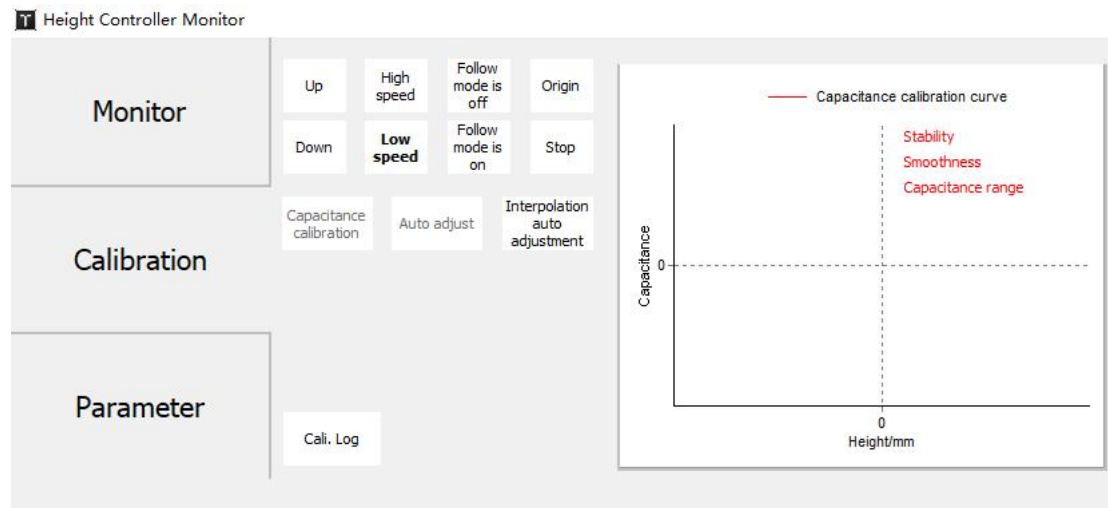 Height Controller Monitor
Monitor
Calibration
Parameter
Up
High
speed
Follow
mode is
off
Origin
Down
Low
speed
Follow
mode is
on
Stop
Capacitance
calibration
Auto adjust
Interpolation
auto
adjustment
Cali. Log
Capacitance calibration curve
Stability
Smoothness
Capacitance range
Capacitance
0
0
Height/mm